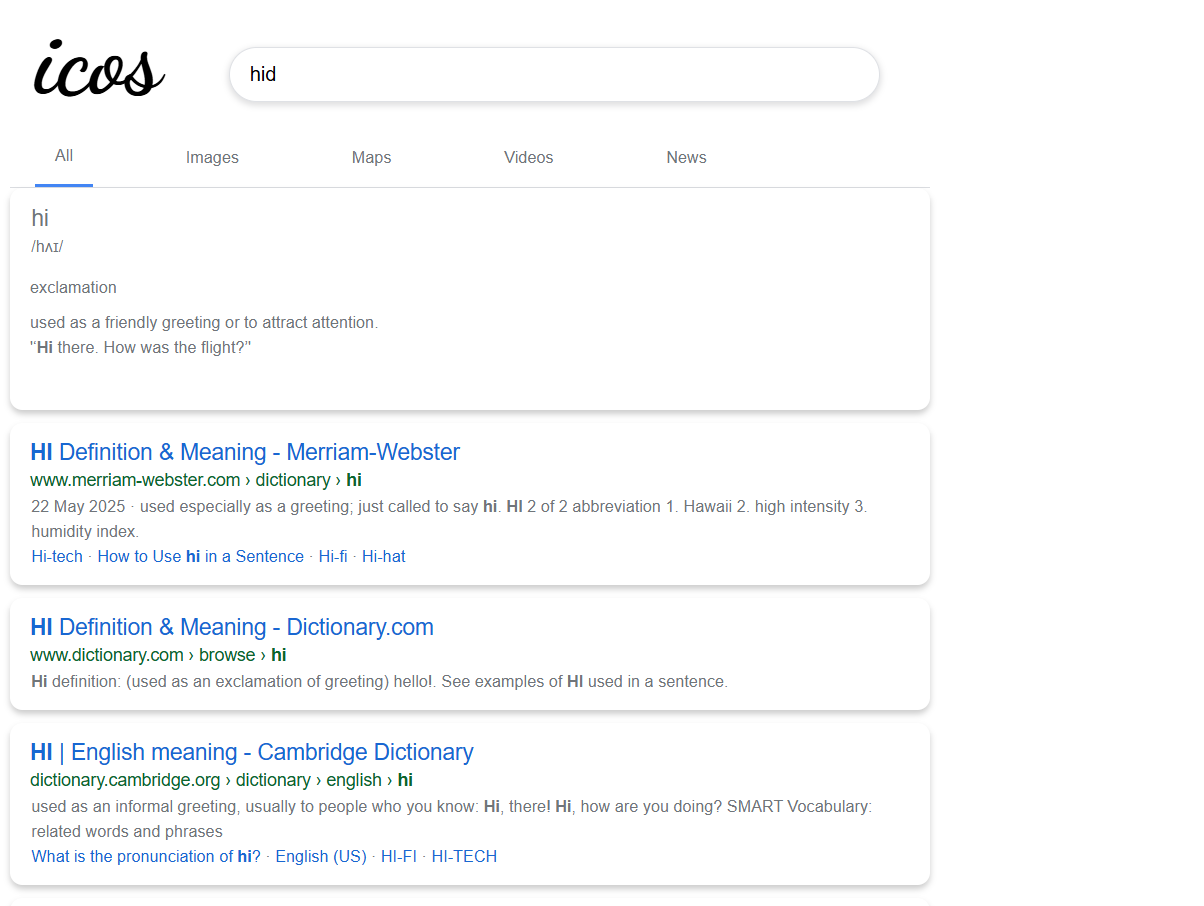 icos
hid
All Images Maps Videos News
hi
/hʌɪ/
exclamation
used as a friendly greeting or to attract attention.
"Hi there. How was the flight?"
HI Definition & Meaning - Merriam-Webster
www.merriam-webster.com › dictionary › hi
22 May 2025 · used especially as a greeting; just called to say hi. HI 2 of 2 abbreviation 1. Hawaii 2. high intensity 3.
humidity index.
Hi-tech · How to Use hi in a Sentence · Hi-fi · Hi-hat
HI Definition & Meaning - Dictionary.com
www.dictionary.com › browse › hi
Hi definition: (used as an exclamation of greeting) hello!. See examples of HI used in a sentence.
HI | English meaning - Cambridge Dictionary
dictionary.cambridge.org › dictionary › english › hi
used as an informal greeting, usually to people who you know: Hi, there! Hi, how are you doing? SMART Vocabulary:
related words and phrases
What is the pronunciation of hi? · English (US) · HI-FI · HI-TECH